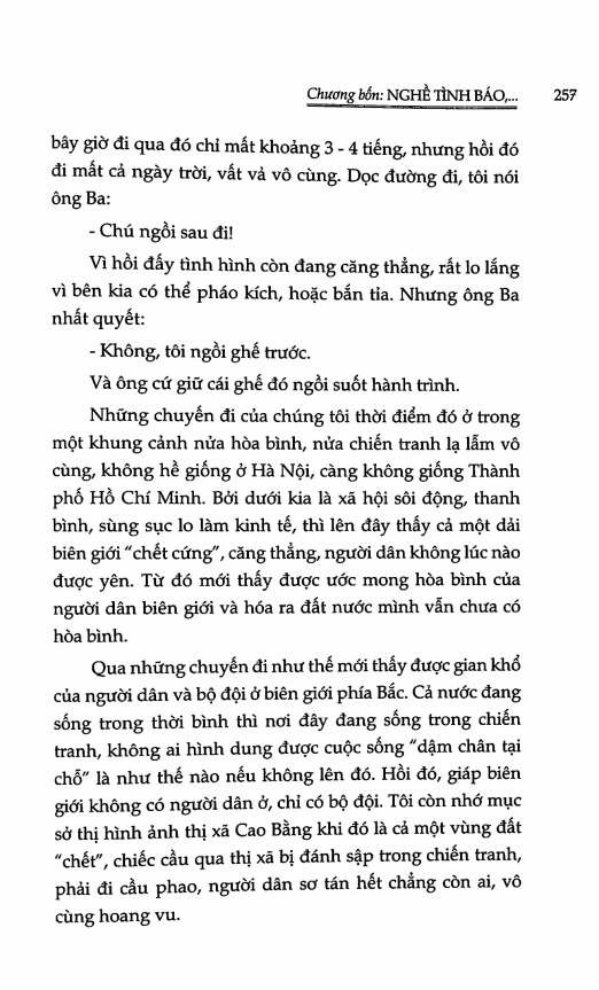 Chương bốn: NGHỀ TÌNH BÁO,... 257
bây giờ đi qua đó chỉ mất khoảng 3 - 4 tiếng, nhưng hồi đó
đi mất cả ngày trời, vất vả vô cùng. Dọc đường đi, tôi nói
ông Ba:
- Chú ngồi sau đi!
Vì hồi đấy tình hình còn đang căng thẳng, rất lo lắng
vì bên kia có thể pháo kích, hoặc bắn tỉa. Nhưng ông Ba
nhất quyết:
- Không, tôi ngồi ghế trước.
Và ông cứ giữ cái ghế đó ngồi suốt hành trình.
Những chuyến đi của chúng tôi thời điểm đó ở trong
một khung cảnh nửa hòa bình, nửa chiến tranh lạ lẫm vô
cùng, không hề giống ở Hà Nội, càng không giống Thành
phố Hồ Chí Minh. Bởi dưới kia là xã hội sôi động, thanh
bình, sùng sục lo làm kinh tế, thì lên đây thấy cả một dải
biên giới "chết cứng", căng thẳng, người dân không lúc nào
được yên. Từ đó mới thấy được ước mong hòa bình của
người dân biên giới và hóa ra đất nước mình vẫn chưa có
hòa bình.
Qua những chuyến đi như thế mới thấy được gian khổ
của người dân và bộ đội ở biên giới phía Bắc. Cả nước đang
sống trong thời bình thì nơi đây đang sống trong chiến
tranh, không ai hình dung được cuộc sống "dậm chân tại
chỗ" là như thế nào nếu không lên đó. Hồi đó, giáp biên
giới không có người dân ở, chỉ có bộ đội. Tôi còn nhớ mục
sở thị hình ảnh thị xã Cao Bằng khi đó là cả một vùng đất
"chết", chiếc cầu qua thị xã bị đánh sập trong chiến tranh,
phải đi cầu phao, người dân sơ tán hết chẳng còn ai, vô
cùng hoang vu.